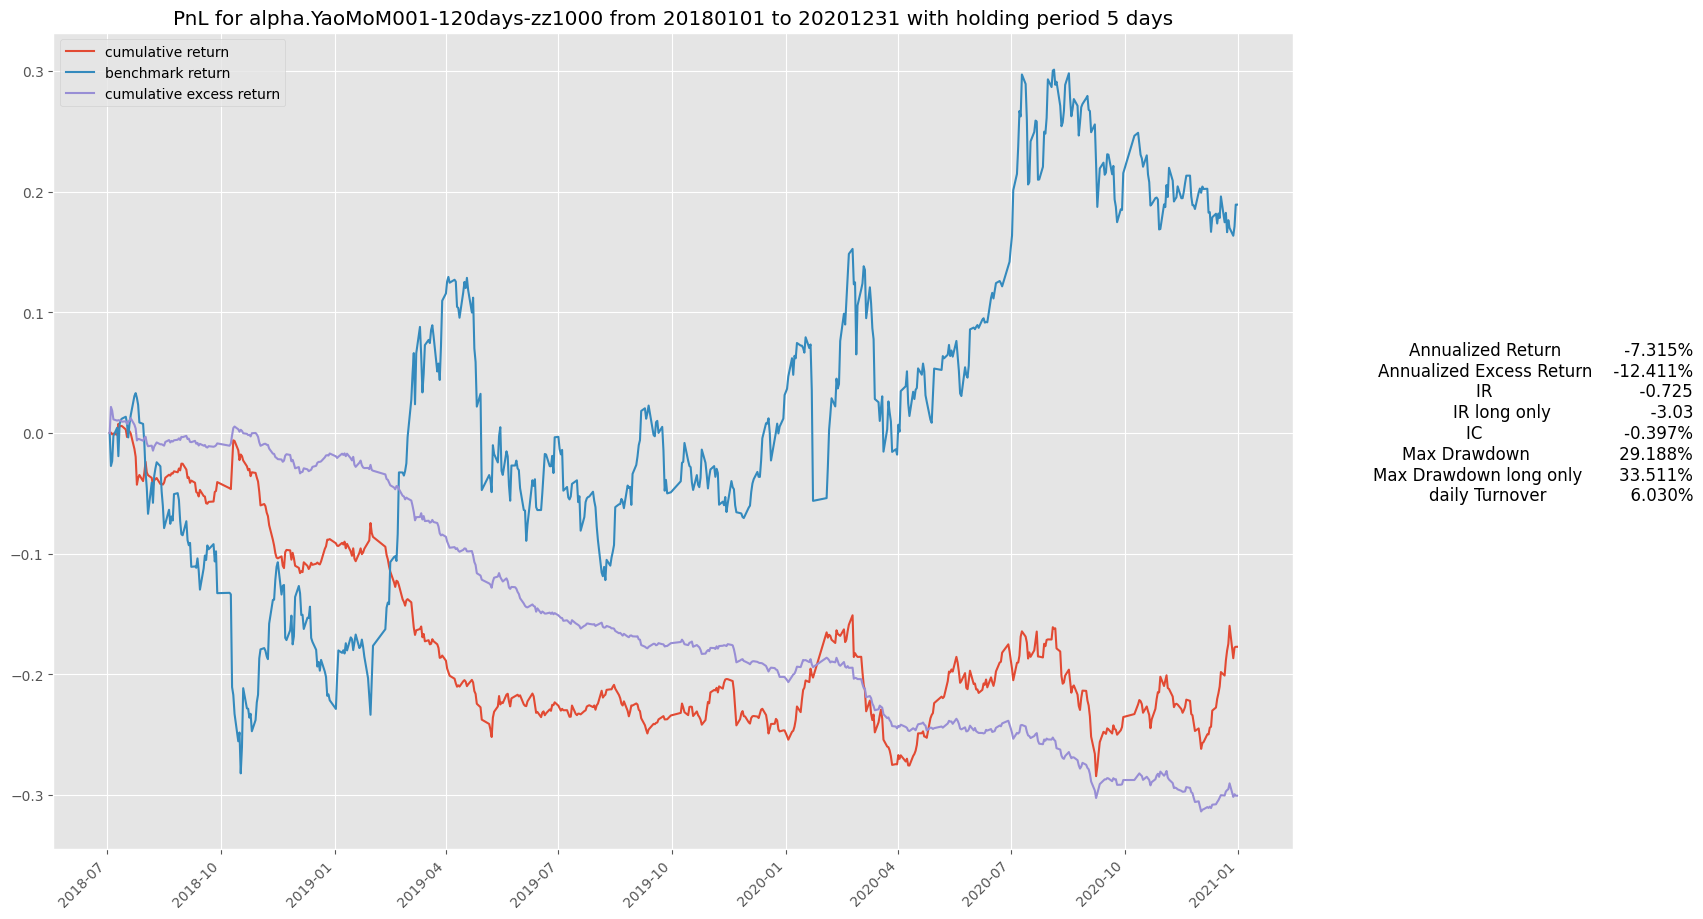 PnL for alpha.YaoMoM001-120days-zz1000 from 20180101 to 20201231 with holding period 5 days
cumulative return
benchmark return
cumulative excess return
0.3
0.2
0.1
0.0
−0.1
−0.2
−0.3
2018-07
2018-10
2019-01
2019-04
2019-07
2019-10
2020-01
2020-04
2020-07
2020-10
2021-01
Annualized Return -7.315%
Annualized Excess Return -12.411%
IR -0.725
IR long only -3.03
IC -0.397%
Max Drawdown 29.188%
Max Drawdown long only 33.511%
daily Turnover 6.030%